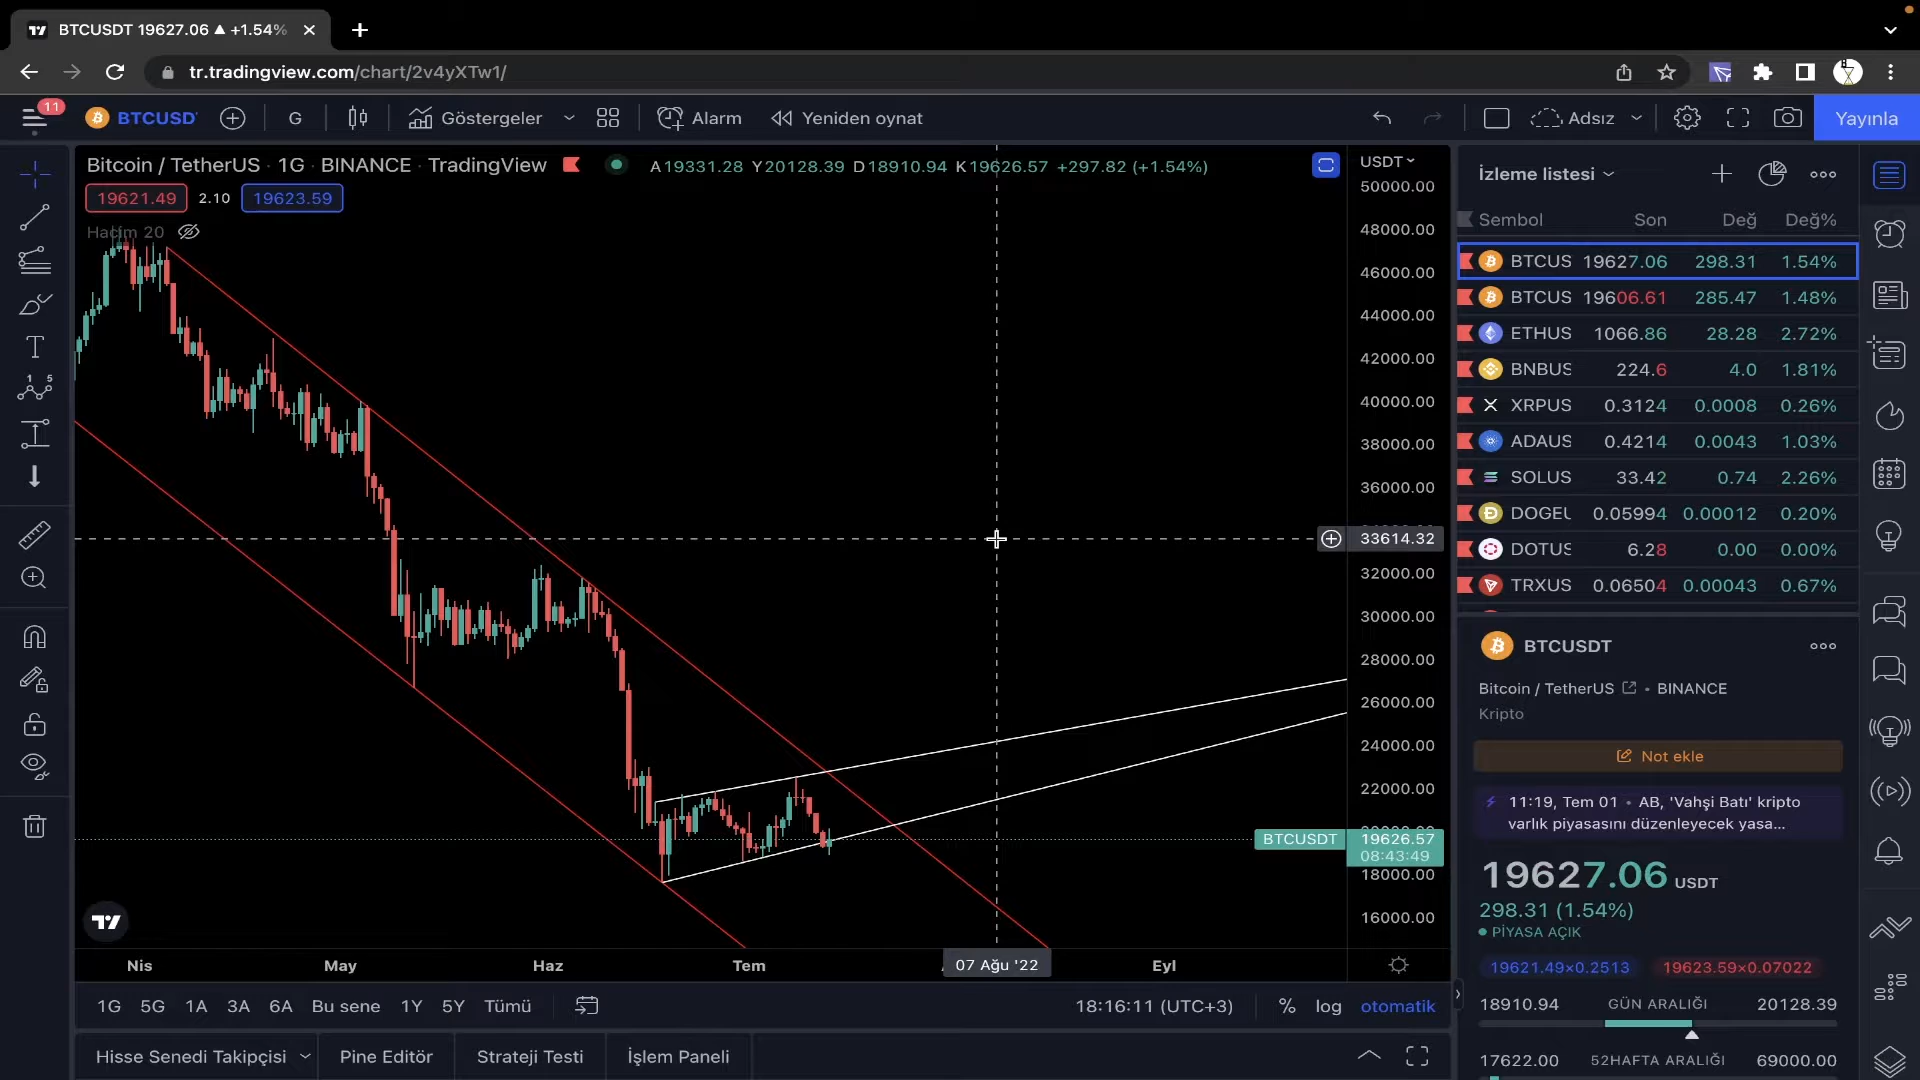 BTCUSDT 19627.06 ▲ +1.54%
tr.tradingview.com/chart/2v4yXTw1/
11
BTCUSD
G
Göstergeler
Alarm
Yeniden oynat
Adsız
Yayınla
Bitcoin / TetherUS · 1G · BINANCE · TradingView
A19331.28 Y20128.39 D18910.94 K19626.57 +297.82 (+1.54%)
19621.49 2.10 19623.59
Hacim 20
USDT
50000.00
48000.00
46000.00
44000.00
42000.00
40000.00
38000.00
36000.00
33614.32
32000.00
30000.00
28000.00
26000.00
24000.00
22000.00
BTCUSDT 19626.57
08:43:49
18000.00
16000.00
Nis May Haz Tem 07 Ağu '22 Eyl
1G 5G 1A 3A 6A Bu sene 1Y 5Y Tümü
18:16:11 (UTC+3) % log otomatik
Hisse Senedi Takipçisi Pine Editör Strateji Testi İşlem Paneli
İzleme listesi
Sembol Son Değ Değ%
BTCUS 19627.06 298.31 1.54%
BTCUS 19606.61 285.47 1.48%
ETHUS 1066.86 28.28 2.72%
BNBUS 224.6 4.0 1.81%
XRPUS 0.3124 0.0008 0.26%
ADAUS 0.4214 0.0043 1.03%
SOLUS 33.42 0.74 2.26%
DOGEU 0.05994 0.00012 0.20%
DOTUS 6.28 0.00 0.00%
TRXUS 0.06504 0.00043 0.67%
BTCUSDT
Bitcoin / TetherUS • BINANCE
Kripto
Not ekle
11:19, Tem 01 • AB, 'Vahşi Batı' kripto
varlık piyasasını düzenleyecek yasa...
19627.06 USDT
298.31 (1.54%)
PİYASA AÇIK
19621.49×0.2513 19623.59×0.07022
18910.94 GÜN ARALIĞI 20128.39
17622.00 52HAFTA ARALIĞI 69000.00